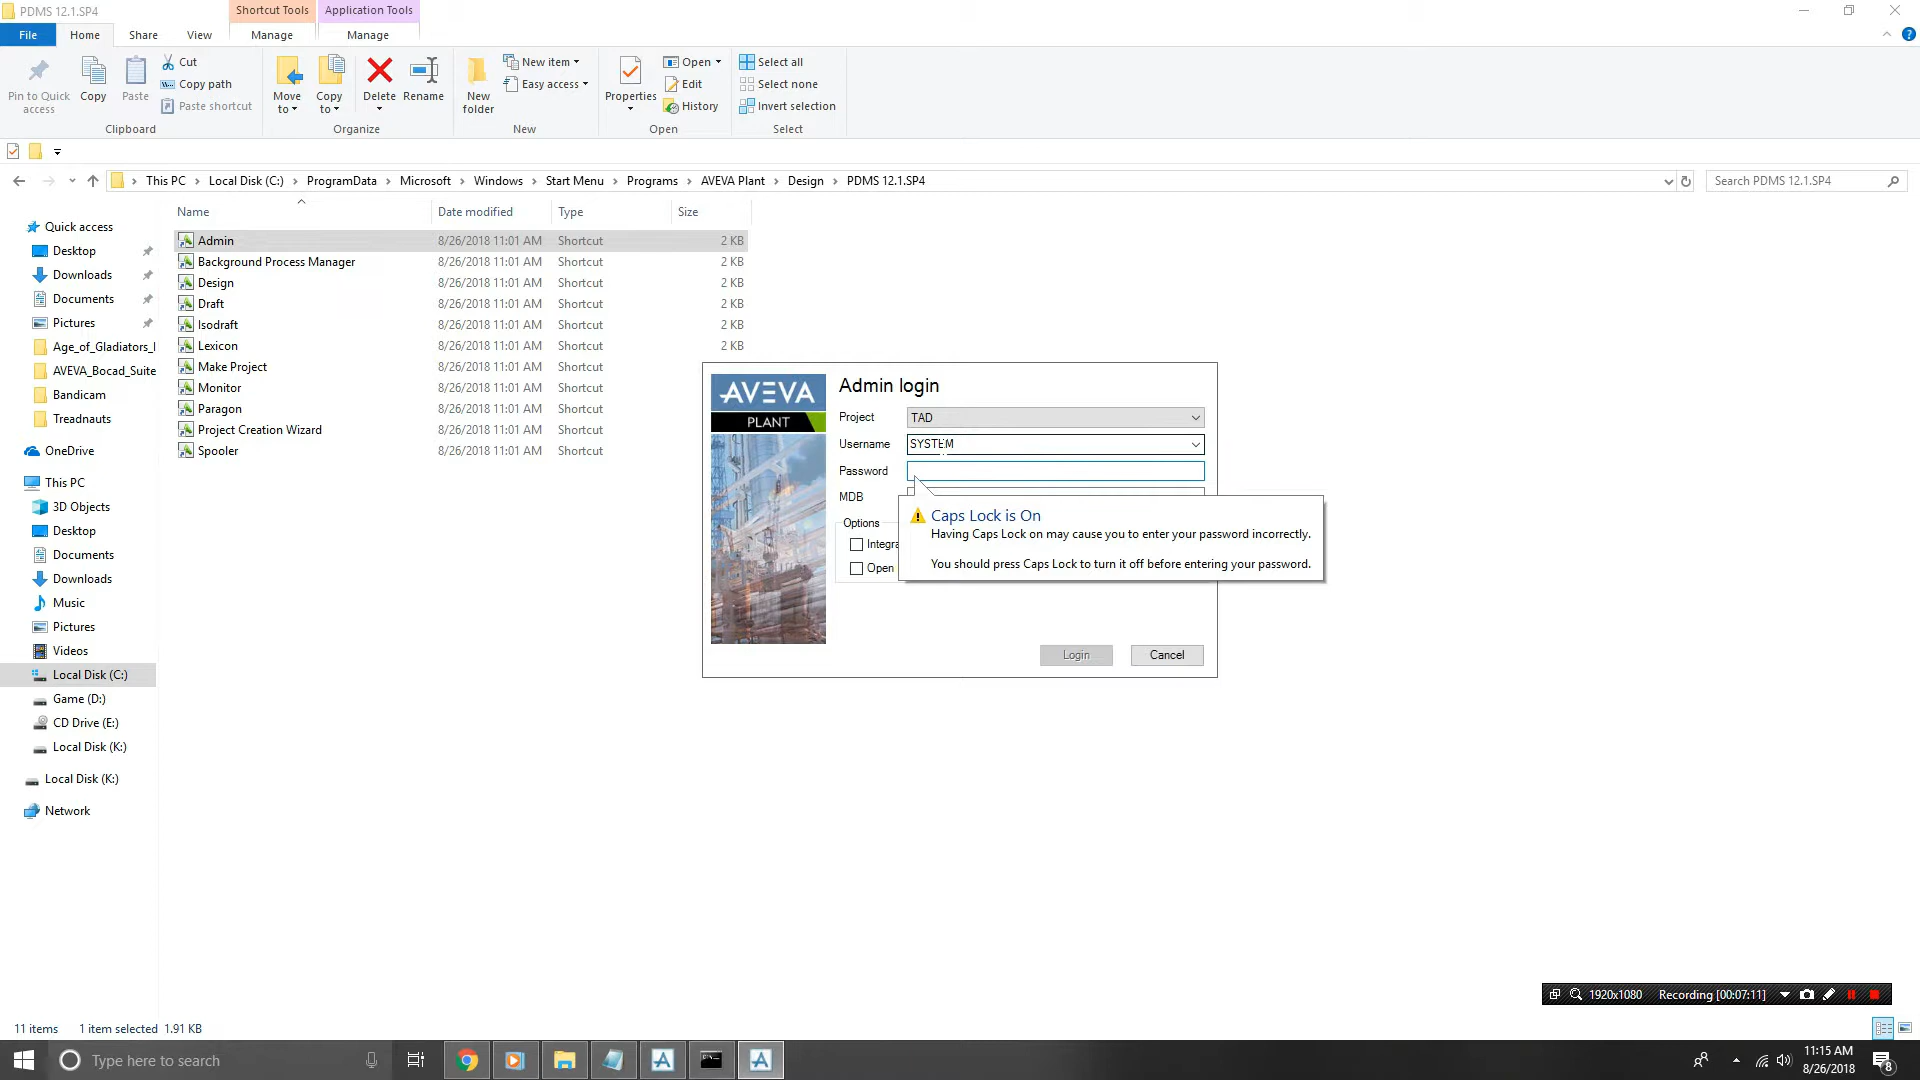 PDMS 12.1.SP4
Shortcut Tools
Application Tools
File
Home
Share
View
Manage
Manage
Pin to Quick access
Copy
Paste
Cut
Copy path
Paste shortcut
Clipboard
Move to
Copy to
Delete
Rename
Organize
New folder
New item
Easy access
New
Properties
Open
Edit
History
Open
Select all
Select none
Invert selection
Select
This PC > Local Disk (C:) > ProgramData > Microsoft > Windows > Start Menu > Programs > AVEVA Plant > Design > PDMS 12.1.SP4
Search PDMS 12.1.SP4
Name Date modified Type Size
Admin 8/26/2018 11:01 AM Shortcut 2 KB
Background Process Manager 8/26/2018 11:01 AM Shortcut 2 KB
Design 8/26/2018 11:01 AM Shortcut 2 KB
Draft 8/26/2018 11:01 AM Shortcut 2 KB
Isodraft 8/26/2018 11:01 AM Shortcut 2 KB
Lexicon 8/26/2018 11:01 AM Shortcut 2 KB
Make Project 8/26/2018 11:01 AM Shortcut
Monitor 8/26/2018 11:01 AM Shortcut
Paragon 8/26/2018 11:01 AM Shortcut
Project Creation Wizard 8/26/2018 11:01 AM Shortcut
Spooler 8/26/2018 11:01 AM Shortcut
Quick access
Desktop
Downloads
Documents
Pictures
Age_of_Gladiators_I
AVEVA_Bocad_Suite
Bandicam
Treadnauts
OneDrive
This PC
3D Objects
Desktop
Documents
Downloads
Music
Pictures
Videos
Local Disk (C:)
Game (D:)
CD Drive (E:)
Local Disk (K:)
Local Disk (K:)
Network
AVEVA
PLANT
Admin login
Project TAD
Username SYSTEM
Password
MDB
Options
Integra
Open
Caps Lock is On
Having Caps Lock on may cause you to enter your password incorrectly.
You should press Caps Lock to turn it off before entering your password.
Login
Cancel
1920x1080 Recording [00:07:11]
11 items 1 item selected 1.91 KB
Type here to search
11:15 AM
8/26/2018
8